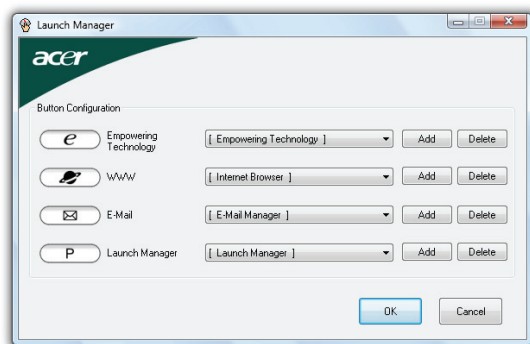 Launch Manager
acer
Button Configuration
e Empowering Technology [ Empowering Technology ] Add Delete
WWW [ Internet Browser ] Add Delete
E-Mail [ E-Mail Manager ] Add Delete
P Launch Manager [ Launch Manager ] Add Delete
OK Cancel